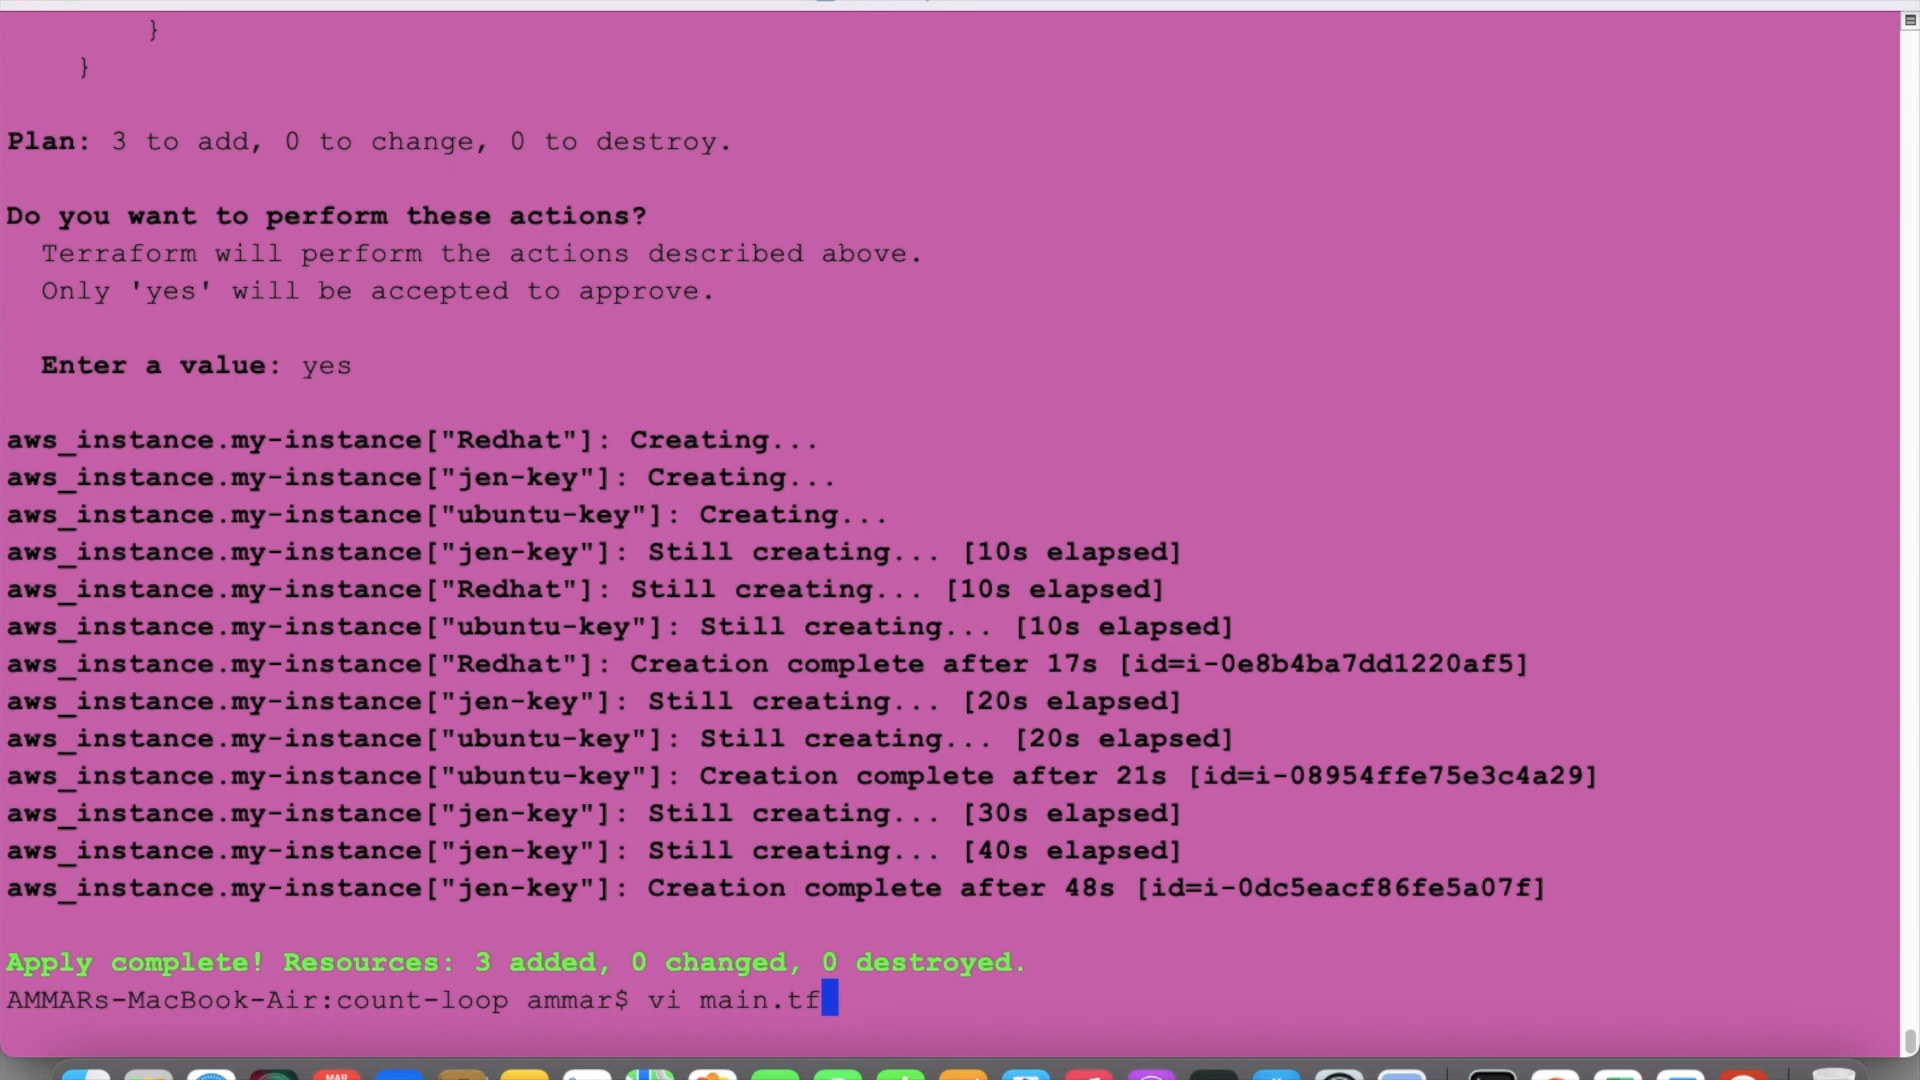 }
}
Plan: 3 to add, 0 to change, 0 to destroy.
Do you want to perform these actions?
Terraform will perform the actions described above.
Only 'yes' will be accepted to approve.
Enter a value: yes
aws_instance.my-instance["Redhat"]: Creating...
aws_instance.my-instance["jen-key"]: Creating...
aws_instance.my-instance["ubuntu-key"]: Creating...
aws_instance.my-instance["jen-key"]: Still creating... [10s elapsed]
aws_instance.my-instance["Redhat"]: Still creating... [10s elapsed]
aws_instance.my-instance["ubuntu-key"]: Still creating... [10s elapsed]
aws_instance.my-instance["Redhat"]: Creation complete after 17s [id=i-0e8b4ba7dd1220af5]
aws_instance.my-instance["jen-key"]: Still creating... [20s elapsed]
aws_instance.my-instance["ubuntu-key"]: Still creating... [20s elapsed]
aws_instance.my-instance["ubuntu-key"]: Creation complete after 21s [id=i-08954ffe75e3c4a29]
aws_instance.my-instance["jen-key"]: Still creating... [30s elapsed]
aws_instance.my-instance["jen-key"]: Still creating... [40s elapsed]
aws_instance.my-instance["jen-key"]: Creation complete after 48s [id=i-0dc5eacf86fe5a07f]
Apply complete! Resources: 3 added, 0 changed, 0 destroyed.
AMMARs-MacBook-Air:count-loop ammar$ vi main.tf
MAR